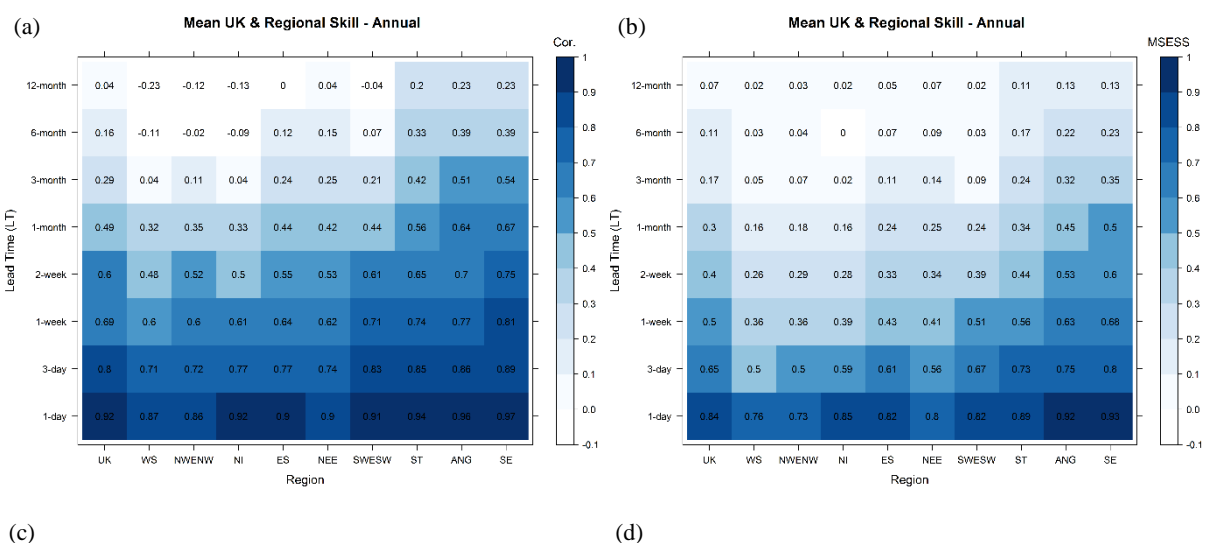 (a)
Mean UK & Regional Skill - Annual
Cor.
Lead Time (LT)
12-month 0.04 -0.23 -0.12 -0.13 0 0.04 -0.04 0.2 0.23 0.23
6-month 0.16 -0.11 -0.02 -0.09 0.12 0.15 0.07 0.33 0.39 0.39
3-month 0.29 0.04 0.11 0.04 0.24 0.25 0.21 0.42 0.51 0.54
1-month 0.49 0.32 0.35 0.33 0.44 0.42 0.44 0.56 0.64 0.67
2-week 0.6 0.48 0.52 0.5 0.55 0.53 0.61 0.65 0.7 0.75
1-week 0.69 0.6 0.6 0.61 0.64 0.62 0.71 0.74 0.77 0.81
3-day 0.8 0.71 0.72 0.77 0.77 0.74 0.83 0.85 0.86 0.89
1-day 0.92 0.87 0.86 0.92 0.9 0.9 0.91 0.94 0.96 0.97
UK WS NWENW NI ES NEE SWESW ST ANG SE
Region
1
0.9
0.8
0.7
0.6
0.5
0.4
0.3
0.2
0.1
0.0
-0.1
(b)
Mean UK & Regional Skill - Annual
MSESS
Lead Time (LT)
12-month 0.07 0.02 0.03 0.02 0.05 0.07 0.02 0.11 0.13 0.13
6-month 0.11 0.03 0.04 0 0.07 0.09 0.03 0.17 0.22 0.23
3-month 0.17 0.05 0.07 0.02 0.11 0.14 0.09 0.24 0.32 0.35
1-month 0.3 0.16 0.18 0.16 0.24 0.25 0.24 0.34 0.45 0.5
2-week 0.4 0.26 0.29 0.28 0.33 0.34 0.39 0.44 0.53 0.6
1-week 0.5 0.36 0.36 0.39 0.43 0.41 0.51 0.56 0.63 0.68
3-day 0.65 0.5 0.5 0.59 0.61 0.56 0.67 0.73 0.75 0.8
1-day 0.84 0.76 0.73 0.85 0.82 0.8 0.82 0.89 0.92 0.93
UK WS NWENW NI ES NEE SWESW ST ANG SE
Region
1
0.9
0.8
0.7
0.6
0.5
0.4
0.3
0.2
0.1
0.0
-0.1
(c)
(d)